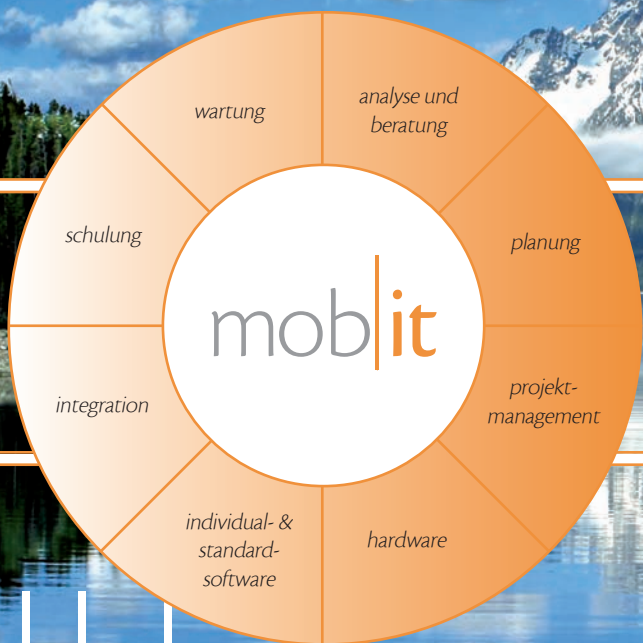 analyse und
beratung
planung
projekt-
management
hardware
individual- &
standard-
software
integration
schulung
wartung
mob|it